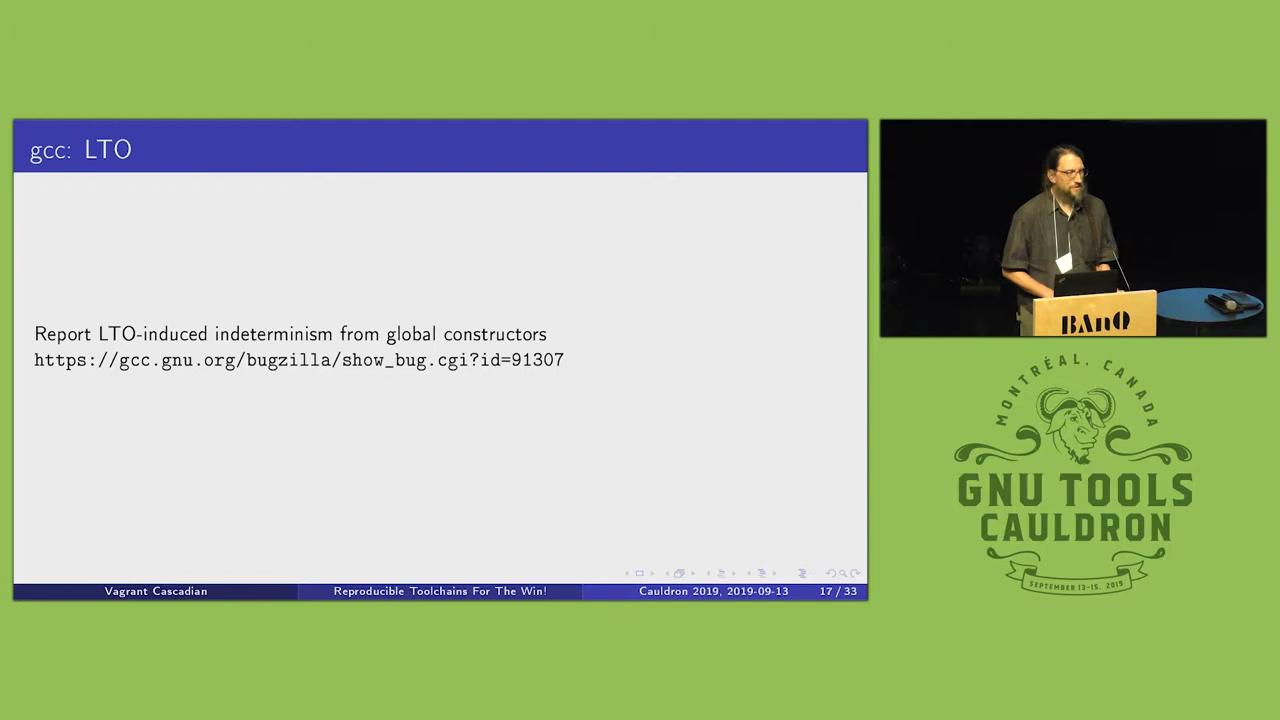 gcc: LTO
Report LTO-induced indeterminism from global constructors
https://gcc.gnu.org/bugzilla/show_bug.cgi?id=91307
Vagrant Cascadian
Reproducible Toolchains For The Win!
Cauldron 2019, 2019-09-13
17 / 33
BAnQ
MONTRÉAL, CANADA
GNU TOOLS
CAULDRON
SEPTEMBER 13-15, 2019